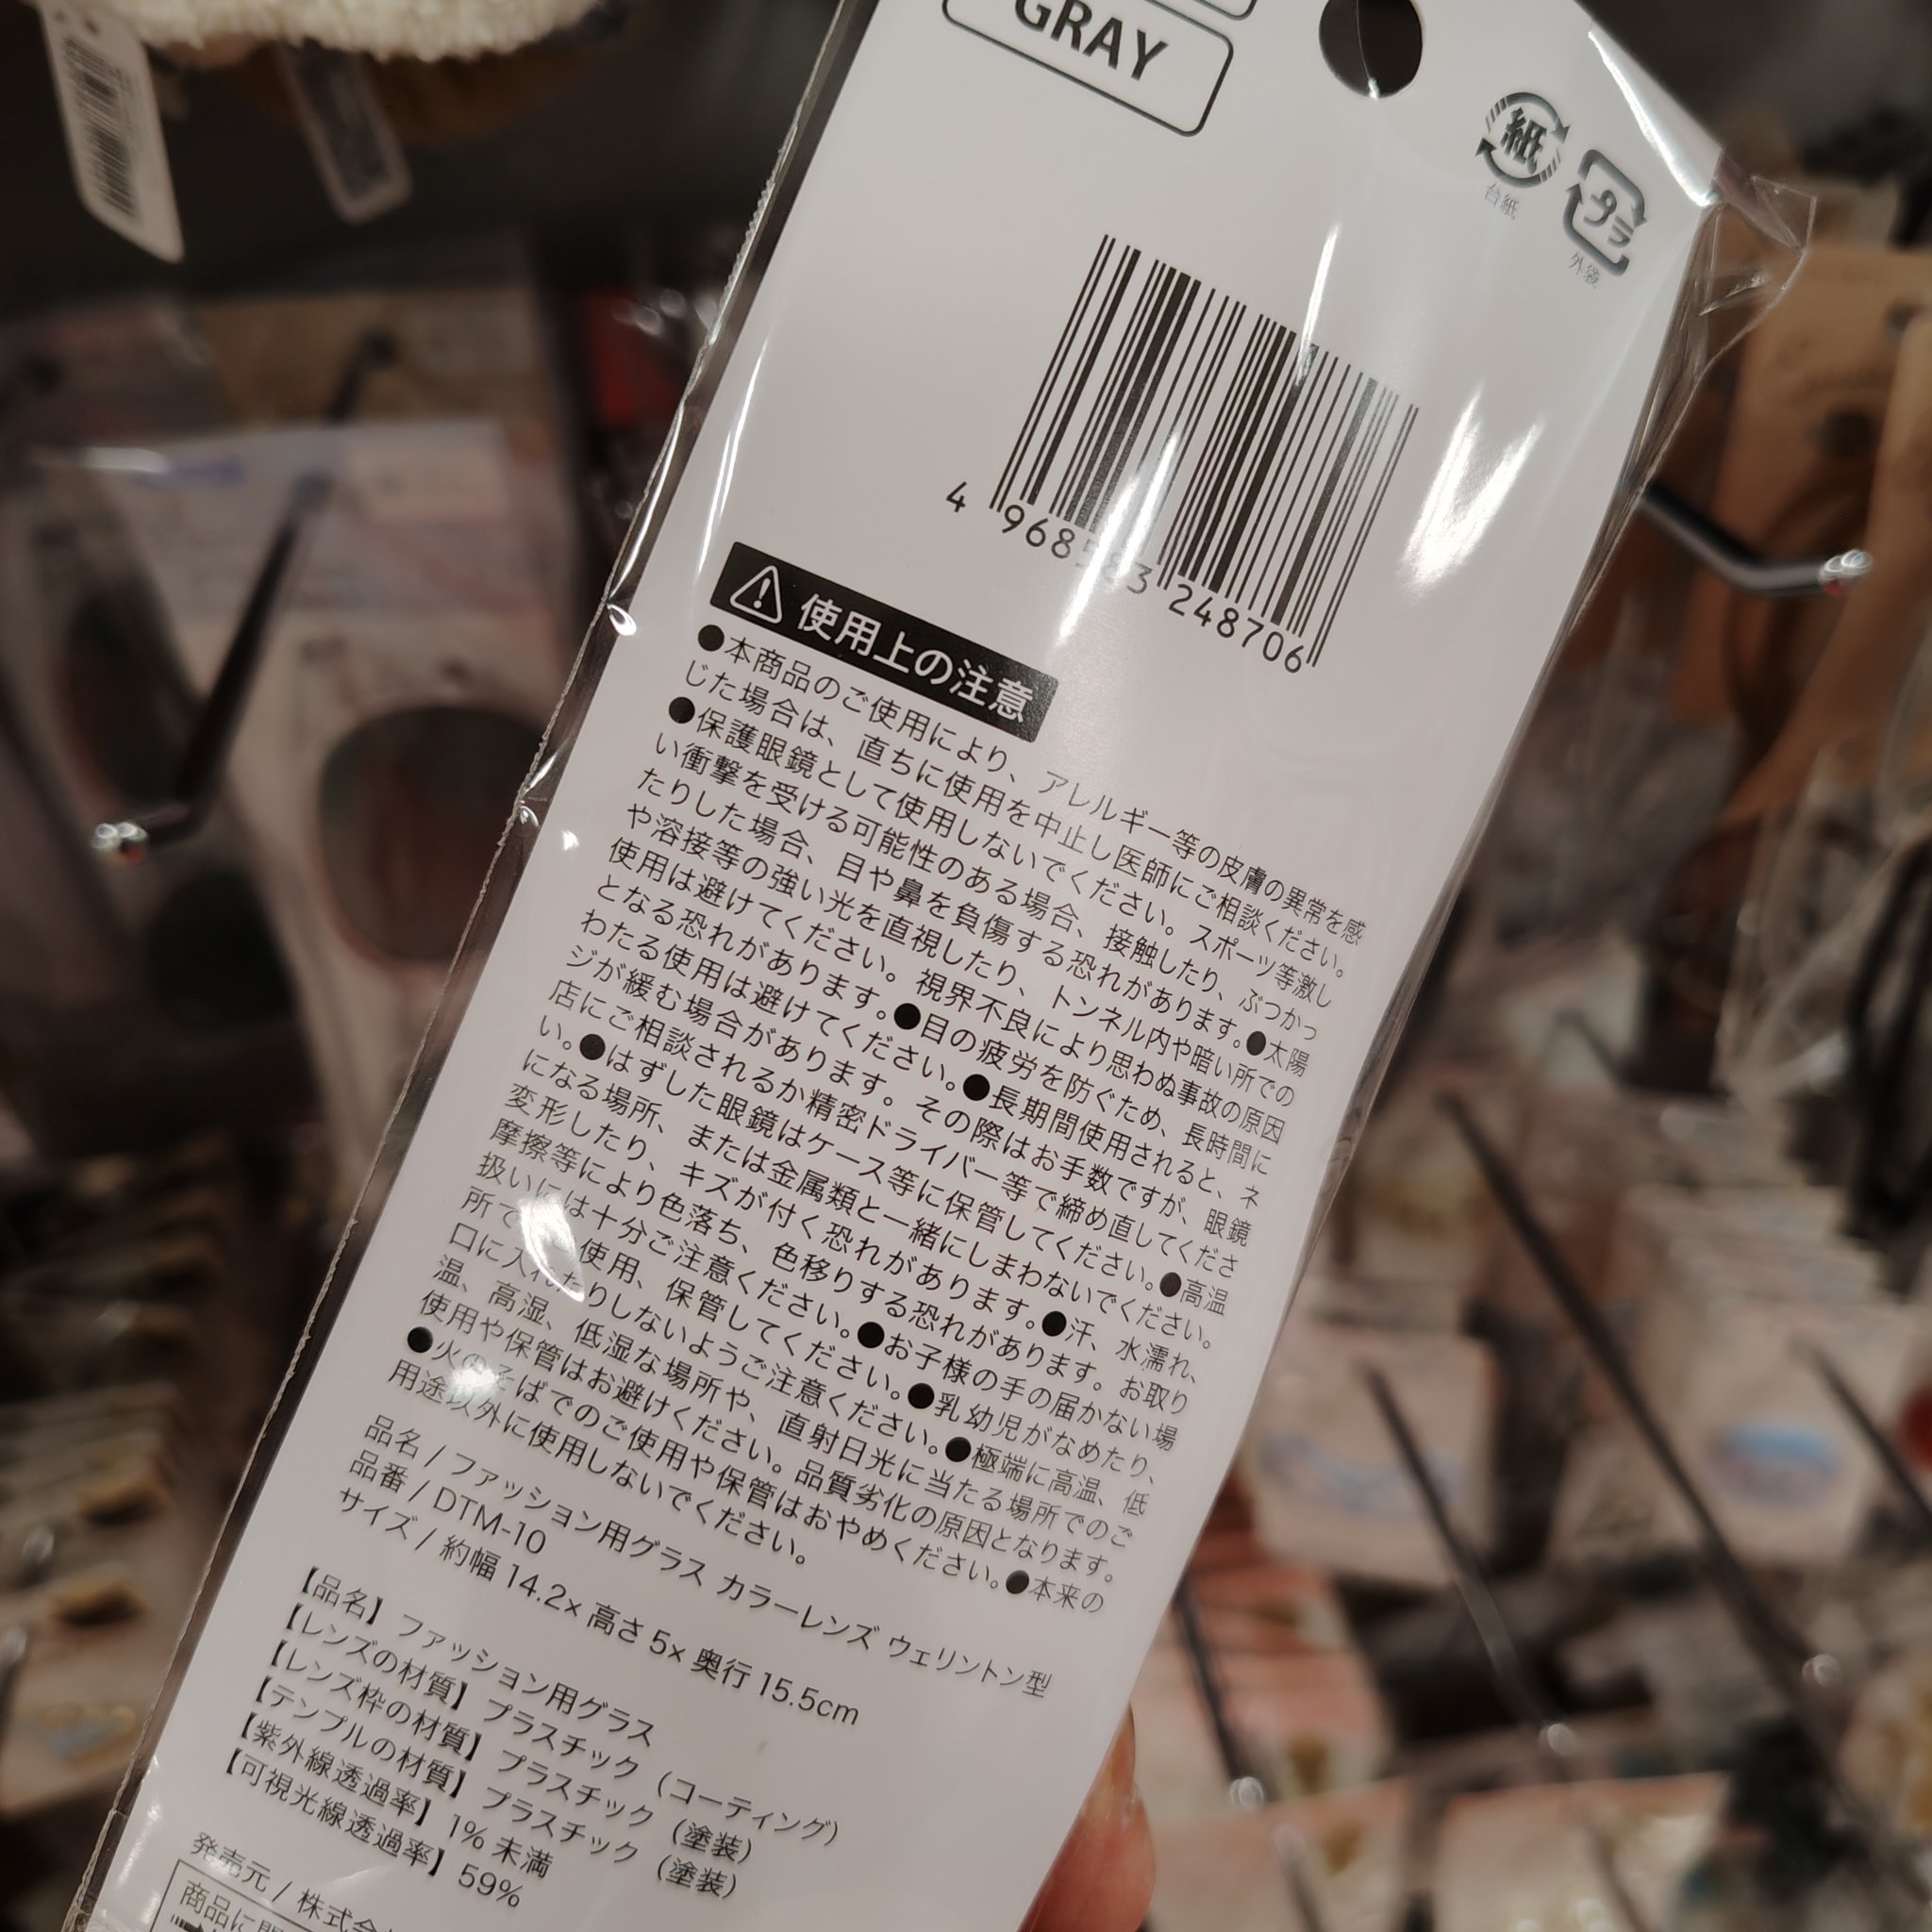 GRAY
紙
台紙
プラ
外袋
4 968583 248706
使用上の注意
●本商品のご使用により、アレルギー等の皮膚の異常を感
じた場合は、直ちに使用を中止し医師にご相談ください。
●保護眼鏡として使用しないでください。スポーツ等激し
い衝撃を受ける可能性のある場合、接触したり、ぶつかっ
たりした場合、目や鼻を負傷する恐れがあります。●太陽
や溶接等の強い光を直視したり、トンネル内や暗い所での
使用は避けてください。視界不良により思わぬ事故の原因
となる恐れがあります。●目の疲労を防ぐため、長時間に
わたる使用は避けてください。●長期間使用されると、ネ
ジが緩む場合があります。その際はお手数ですが、眼鏡
店にご相談されるか精密ドライバー等で締め直してくださ
い。●はずした眼鏡はケース等に保管してください。●高温
になる場所、または金属類と一緒にしまわないでください。
変形したり、キズが付く恐れがあります。●汗、水濡れ、
摩擦等により色落ち、色移りする恐れがあります。お取り
扱いには十分ご注意ください。●お子様の手の届かない場
所で 使用、保管してください。●乳幼児がなめたり、
口に入れたりしないようご注意ください。●極端に高温、低
温、高湿、低湿な場所や、直射日光に当たる場所でのご
使用や保管はお避けください。品質劣化の原因となります。
●火のそばでのご使用や保管はおやめください。●本来の
用途以外に使用しないでください。
品名 / ファッション用グラス カラーレンズ ウェリントン型
品番 / DTM-10
サイズ / 約幅 14.2× 高さ 5× 奥行 15.5cm
【品名】 ファッション用グラス
【レンズの材質】 プラスチック (コーティング)
【レンズ枠の材質】 プラスチック (塗装)
【テンプルの材質】 プラスチック (塗装)
【紫外線透過率】 1% 未満
【可視光線透過率】 59%
発売元 / 株式会
商品に関